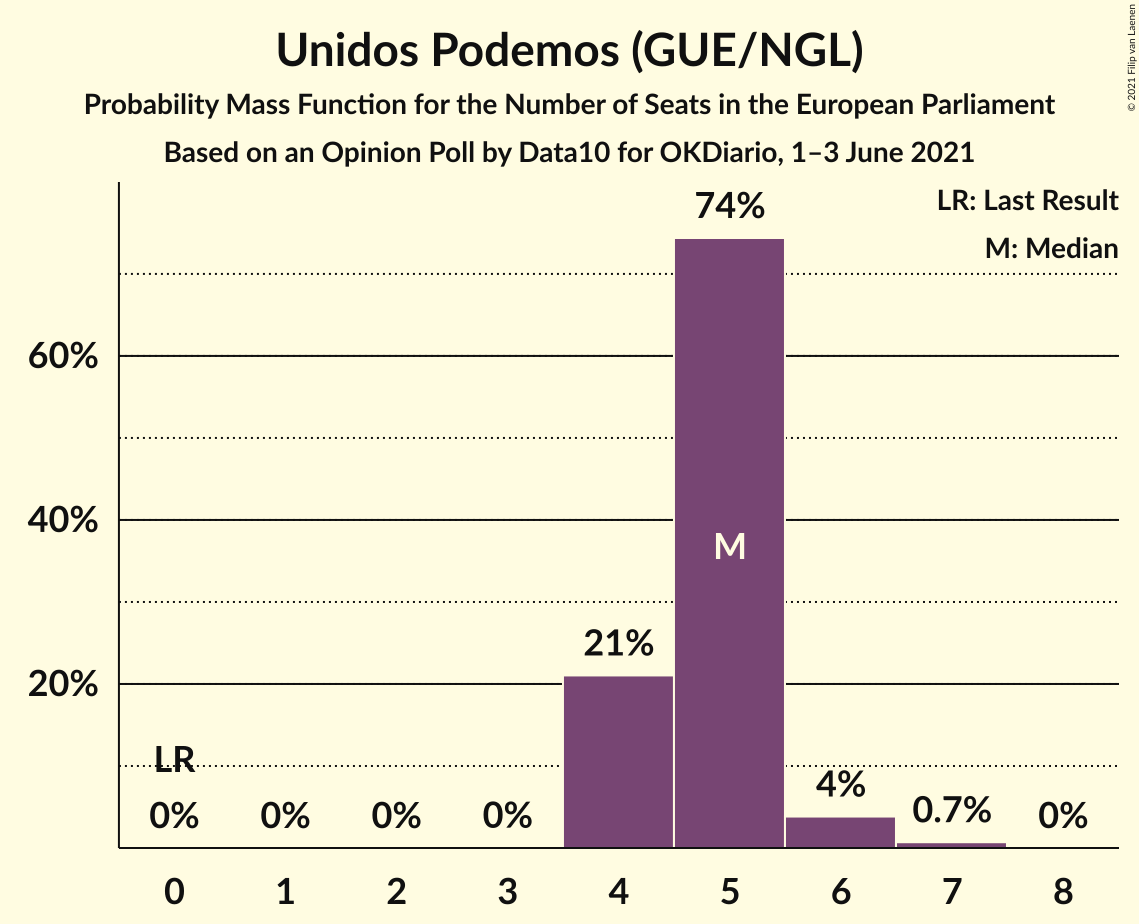 Unidos Podemos (GUE/NGL)
Probability Mass Function for the Number of Seats in the European Parliament
Based on an Opinion Poll by Data10 for OKDiario, 1–3 June 2021
© 2021 Filip van Laenen
LR: Last Result
M: Median
74%
60%
40%
M
21%
20%
LR
0% 0% 0% 0% 4% 0.7% 0%
0 1 2 3 4 5 6 7 8